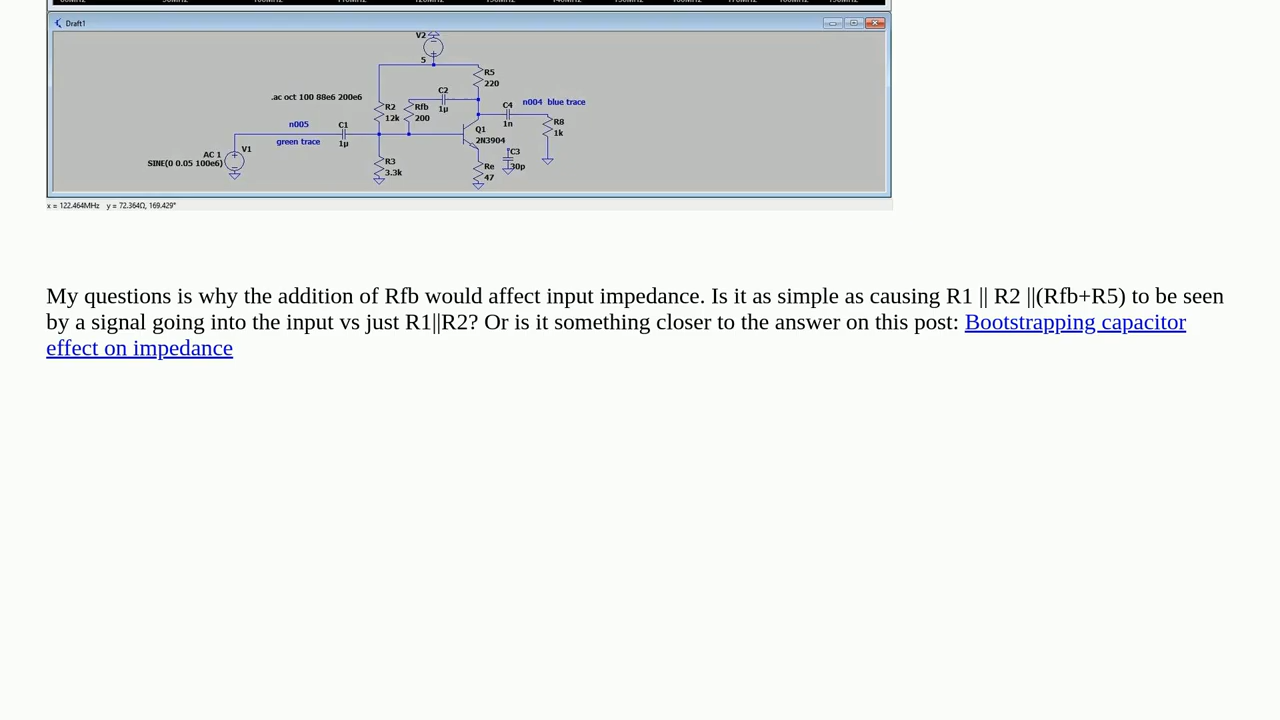 Draft1
V2
5
R5
220
.ac oct 100 88e6 200e6
R2
12k
Rfb
200
C2
1µ
C4
1n
n004 blue trace
R8
1k
n005
green trace
C1
1µ
Q1
2N3904
AC 1
SINE(0 0.05 100e6)
V1
R3
3.3k
Re
47
C3
30p
x = 122.464MHz y = 72.364Ω, 169.429°
My questions is why the addition of Rfb would affect input impedance. Is it as simple as causing R1 || R2 ||(Rfb+R5) to be seen
by a signal going into the input vs just R1||R2? Or is it something closer to the answer on this post: Bootstrapping capacitor
effect on impedance